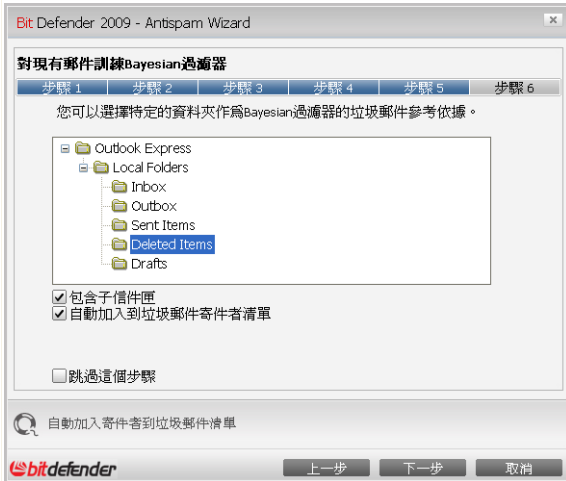 Bit Defender 2009 - Antispam Wizard
對現有郵件訓練Bayesian過濾器
步驟 1 步驟 2 步驟 3 步驟 4 步驟 5 步驟 6
您可以選擇特定的資料夾作爲Bayesian過濾器的垃圾郵件參考依據。
Outlook Express
Local Folders
Inbox
Outbox
Sent Items
Deleted Items
Drafts
包含子信件匣
自動加入到垃圾郵件寄件者清單
跳過這個步驟
自動加入寄件者到垃圾郵件清單
bitdefender 上一步 下一步 取消